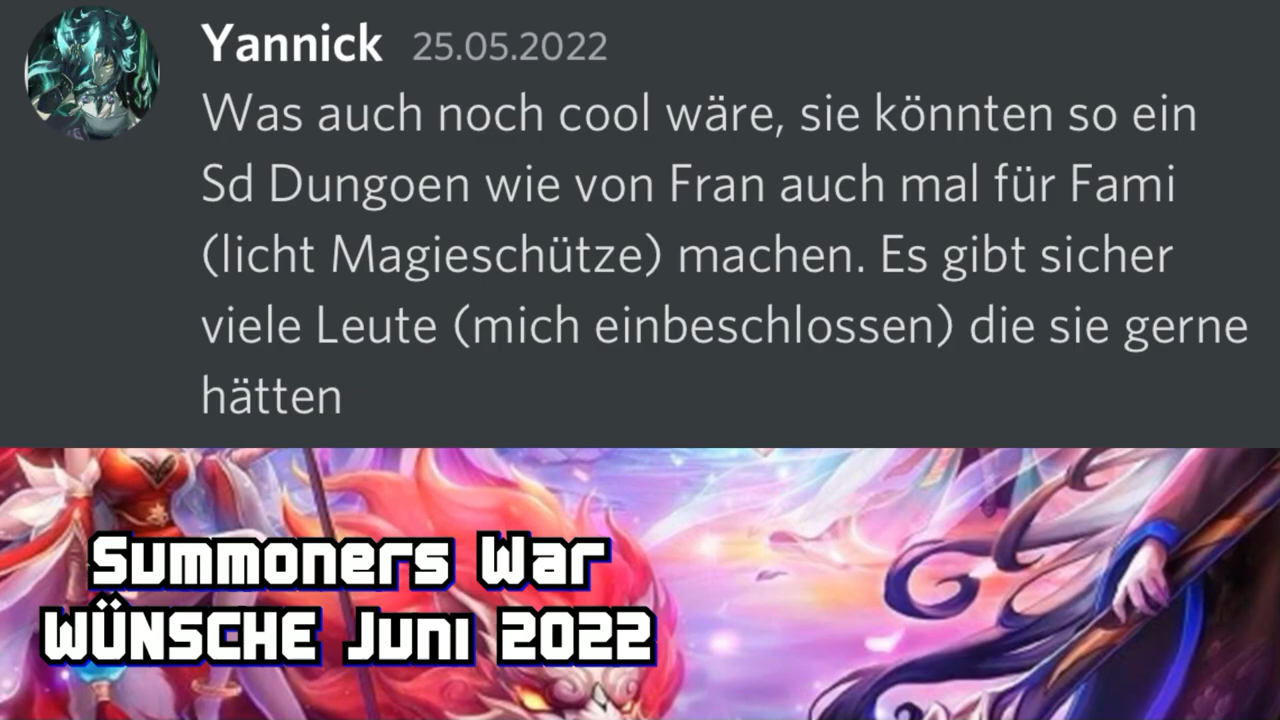 Yannick 25.05.2022
Was auch noch cool wäre, sie könnten so ein
Sd Dungoen wie von Fran auch mal für Fami
(licht Magieschütze) machen. Es gibt sicher
viele Leute (mich einbeschlossen) die sie gerne
hätten
Summoners War
WÜNSCHE Juni 2022